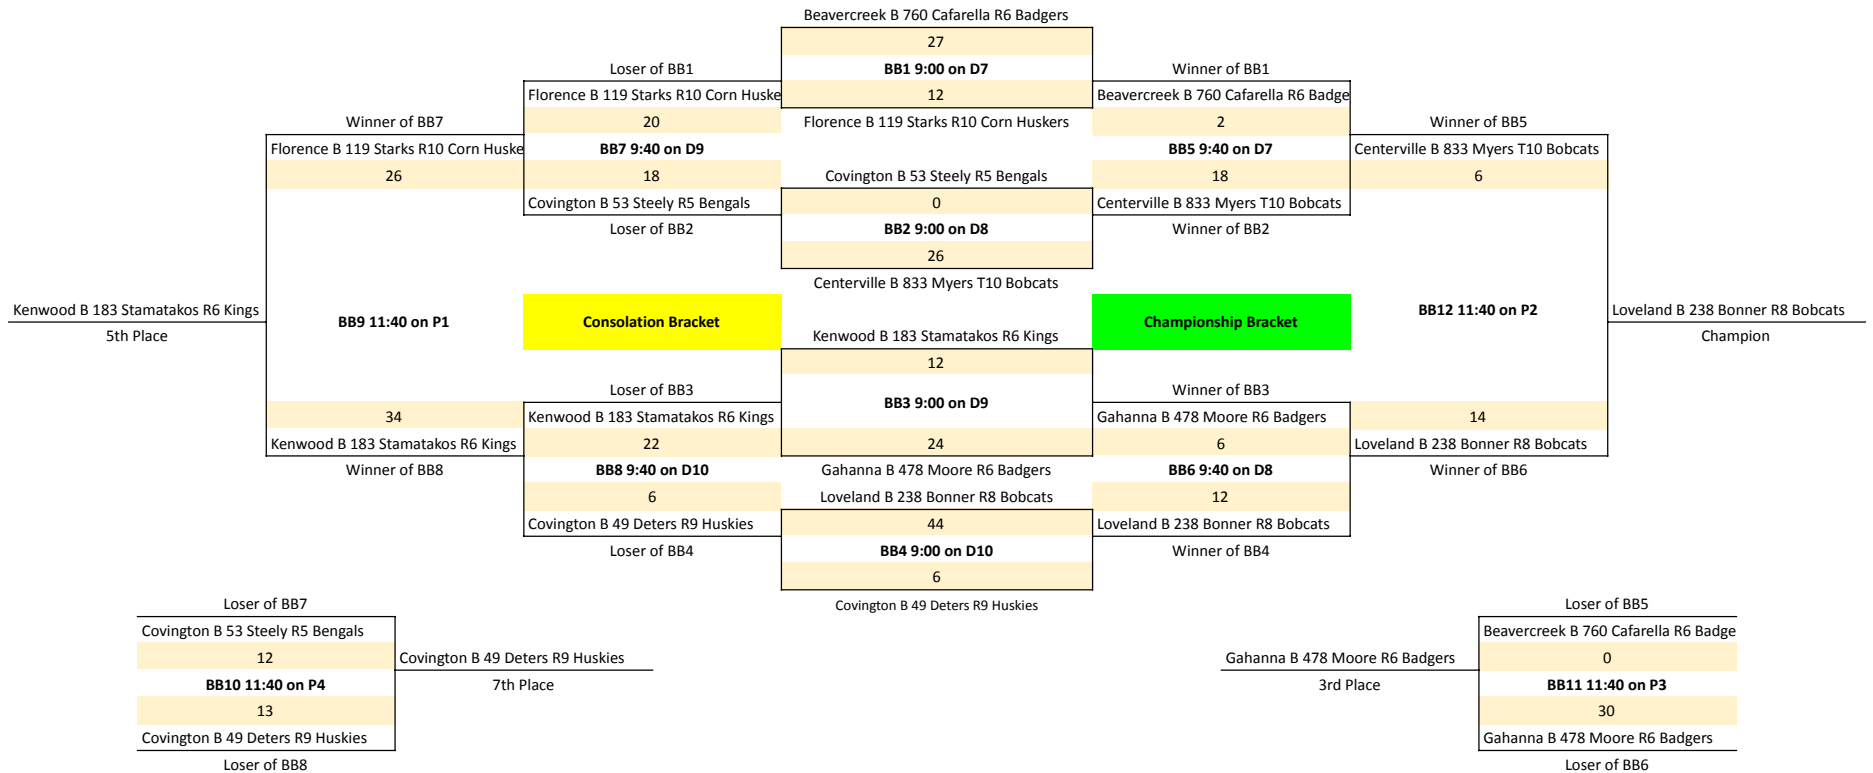 Beavercreek B 760 Cafarella R6 Badgers
27
Loser of BB1
BB1 9:00 on D7
Winner of BB1
Florence B 119 Starks R10 Corn Huske
12
Beavercreek B 760 Cafarella R6 Badge
Winner of BB7
20
Florence B 119 Starks R10 Corn Huskers
2
Winner of BB5
Florence B 119 Starks R10 Corn Huske
BB7 9:40 on D9
BB5 9:40 on D7
Centerville B 833 Myers T10 Bobcats
26
18
Covington B 53 Steely R5 Bengals
18
6
Covington B 53 Steely R5 Bengals
0
Centerville B 833 Myers T10 Bobcats
Loser of BB2
BB2 9:00 on D8
Winner of BB2
26
Centerville B 833 Myers T10 Bobcats
Kenwood B 183 Stamatakos R6 Kings
BB9 11:40 on P1
Consolation Bracket
Championship Bracket
BB12 11:40 on P2
Loveland B 238 Bonner R8 Bobcats
5th Place
Kenwood B 183 Stamatakos R6 Kings
Champion
12
Loser of BB3
BB3 9:00 on D9
Winner of BB3
34
Kenwood B 183 Stamatakos R6 Kings
Gahanna B 478 Moore R6 Badgers
14
Kenwood B 183 Stamatakos R6 Kings
22
24
6
Loveland B 238 Bonner R8 Bobcats
Winner of BB8
BB8 9:40 on D10
Gahanna B 478 Moore R6 Badgers
BB6 9:40 on D8
Winner of BB6
6
Loveland B 238 Bonner R8 Bobcats
12
Covington B 49 Deters R9 Huskies
44
Loveland B 238 Bonner R8 Bobcats
Loser of BB4
BB4 9:00 on D10
Winner of BB4
6
Covington B 49 Deters R9 Huskies
Loser of BB7
Covington B 53 Steely R5 Bengals
12
Covington B 49 Deters R9 Huskies
BB10 11:40 on P4
7th Place
13
Covington B 49 Deters R9 Huskies
Loser of BB8
Loser of BB5
Beavercreek B 760 Cafarella R6 Badge
Gahanna B 478 Moore R6 Badgers
0
3rd Place
BB11 11:40 on P3
30
Gahanna B 478 Moore R6 Badgers
Loser of BB6